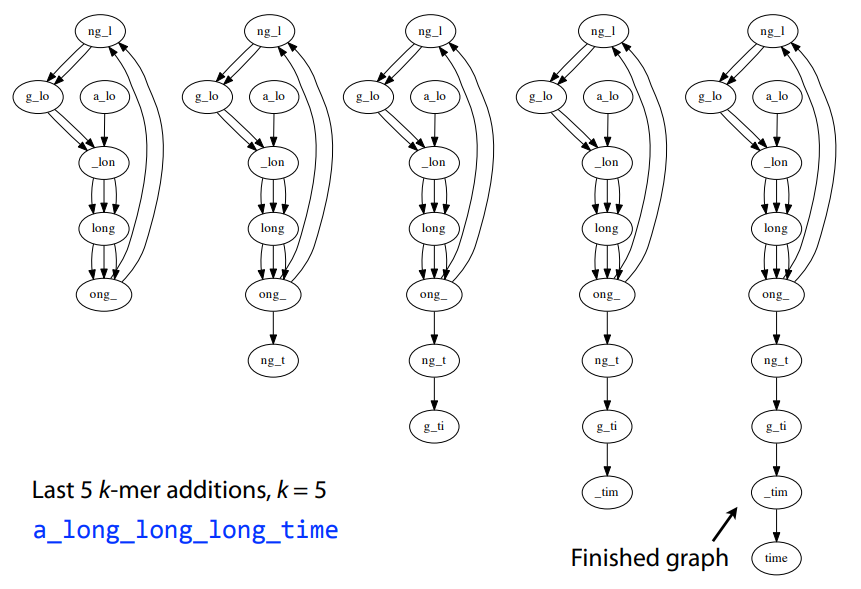 ng_l ng_l ng_l ng_l ng_l
g_lo a_lo g_lo a_lo g_lo a_lo g_lo a_lo g_lo a_lo
_lon _lon _lon _lon _lon
long long long long long
ong_ ong_ ong_ ong_ ong_
ng_t ng_t ng_t ng_t
g_ti g_ti g_ti
_tim _tim
Last 5 k-mer additions, k = 5
a_long_long_long_time
Finished graph
time